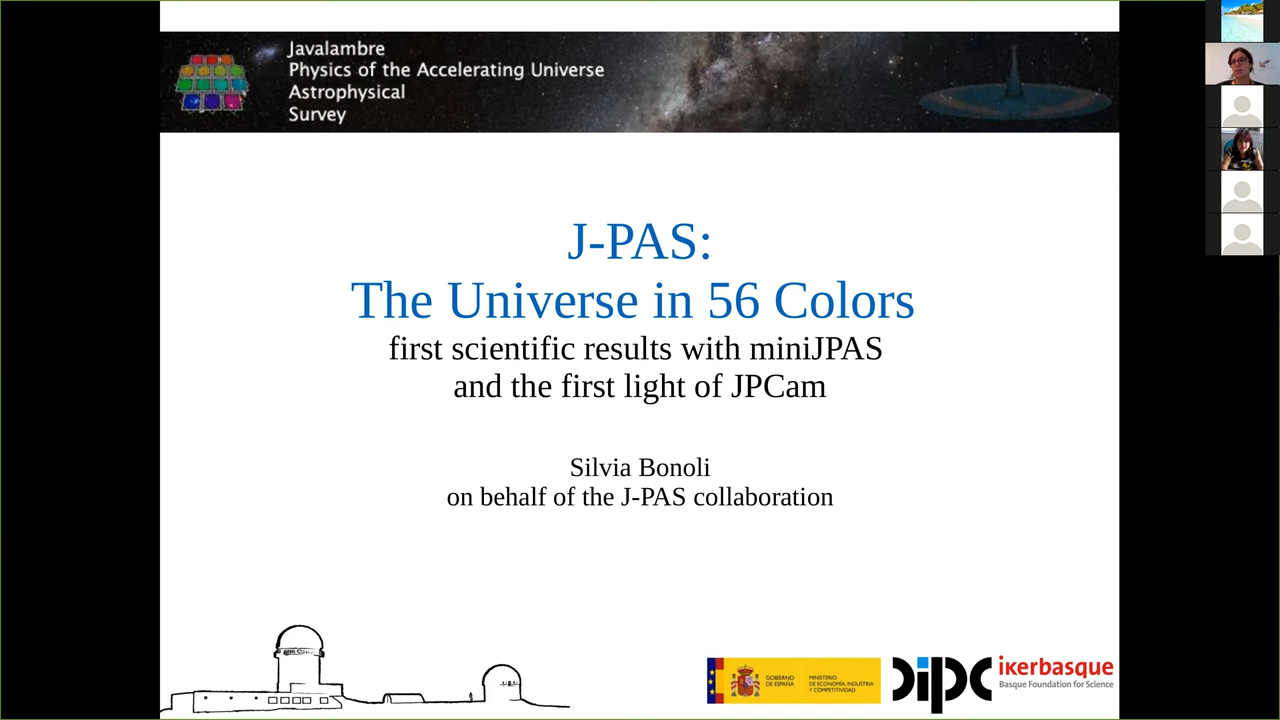 Javalambre
Physics of the Accelerating Universe
Astrophysical
Survey
J-PAS:
The Universe in 56 Colors
first scientific results with miniJPAS
and the first light of JPCam
Silvia Bonoli
on behalf of the J-PAS collaboration
GOBIERNO
DE ESPAÑA
MINISTERIO
DE ECONOMÍA, INDUSTRIA
Y COMPETITIVIDAD
dipc
ikerbasque
Basque Foundation for Science